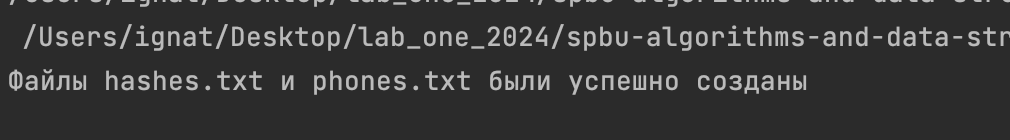 /Users/ignat/Desktop/lab_one_2024/spbu-algorithms-and-data-str
Файлы hashes.txt и phones.txt были успешно созданы